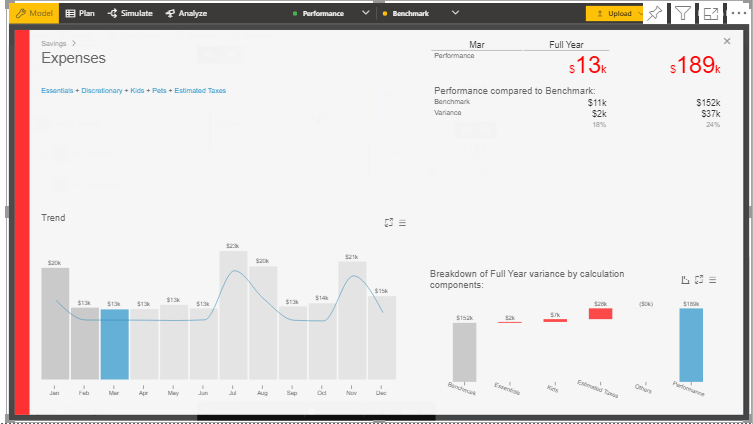 Model Plan Simulate Analyze Performance Benchmark Upload
Savings >
Expenses
Essentials + Discretionary + Kids + Pets + Estimated Taxes
Mar Full Year
Performance
$13k $189k
Performance compared to Benchmark:
Benchmark $11k $152k
Variance $2k $37k
18% 24%
Trend
$20k $13k $13k $13k $13k $13k $23k $20k $13k $14k $21k $15k
Jan Feb Mar Apr May Jun Jul Aug Sep Oct Nov Dec
Breakdown of Full Year variance by calculation
components:
$152k $2k $7k $28k ($0k) $189k
Benchmark Essentials Kids Estimated Taxes Others Performance